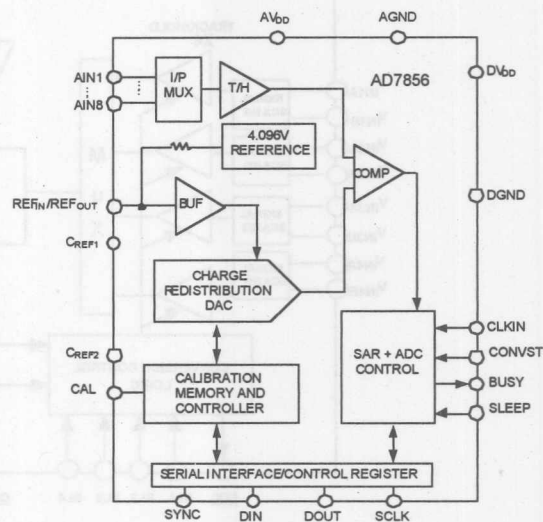 AVDD
AGND
DVDD
AIN1
AIN8
I/P
MUX
T/H
AD7856
4.096V
REFERENCE
COMP
REFIN/REFOUT
BUF
DGND
CREF1
CHARGE
REDISTRIBUTION
DAC
CREF2
CAL
CALIBRATION
MEMORY AND
CONTROLLER
SAR + ADC
CONTROL
CLKIN
CONVST
BUSY
SLEEP
SERIAL INTERFACE/CONTROL REGISTER
SYNC
DIN
DOUT
SCLK